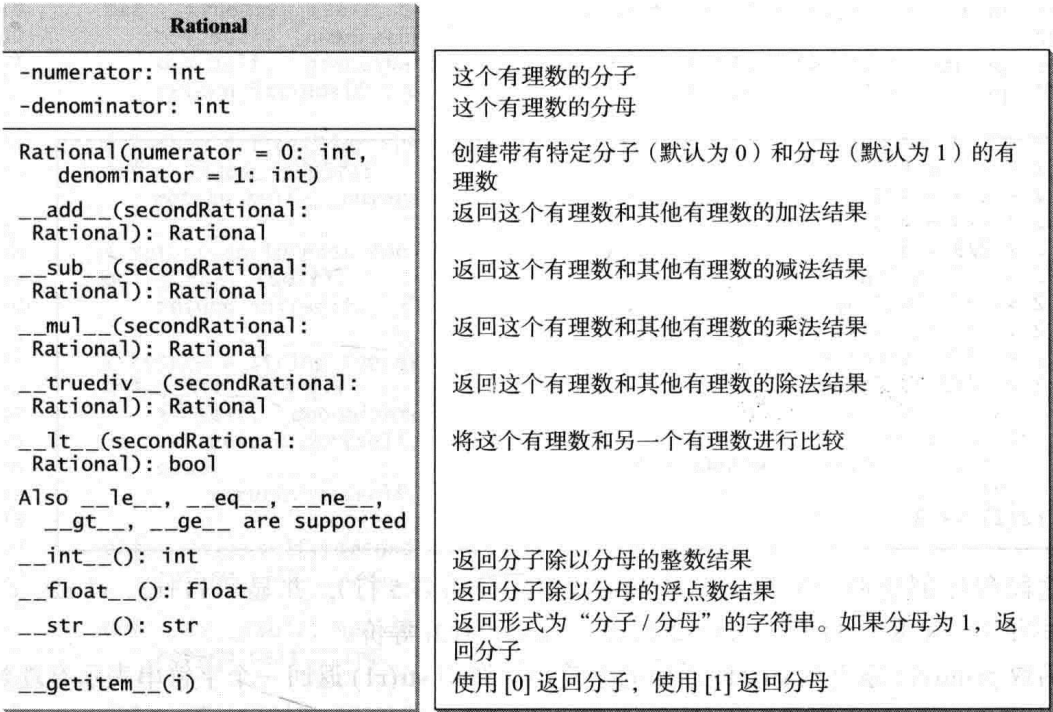 Rational
-numerator: int
这个有理数的分子
-denominator: int
这个有理数的分母
Rational(numerator = 0: int,
denominator = 1: int)
创建带有特定分子（默认为 0）和分母（默认为 1）的有
理数
__add__(secondRational:
Rational): Rational
返回这个有理数和其他有理数的加法结果
__sub__(secondRational:
Rational): Rational
返回这个有理数和其他有理数的减法结果
__mul__(secondRational:
Rational): Rational
返回这个有理数和其他有理数的乘法结果
__truediv__(secondRational:
Rational): Rational
返回这个有理数和其他有理数的除法结果
__lt__(secondRational:
Rational): bool
将这个有理数和另一个有理数进行比较
Also __le__, __eq__, __ne__,
__gt__, __ge__ are supported
__int__(): int
返回分子除以分母的整数结果
__float__(): float
返回分子除以分母的浮点数结果
__str__(): str
返回形式为“分子 / 分母”的字符串。如果分母为 1，返
回分子
__getitem__(i)
使用 [0] 返回分子，使用 [1] 返回分母